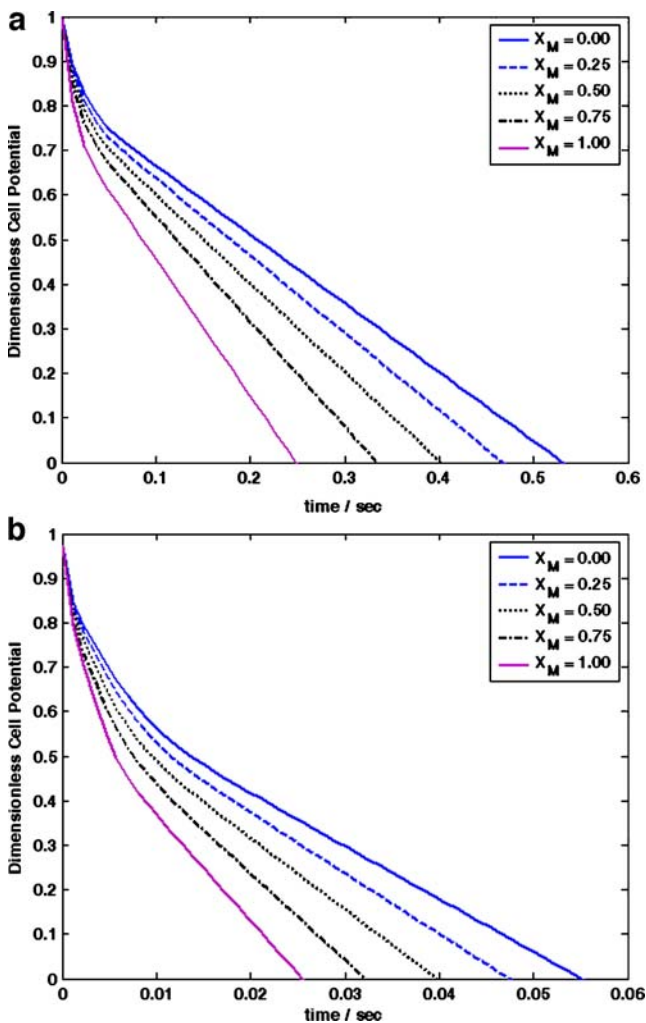 a
Dimensionless Cell Potential
1
0.9
0.8
0.7
0.6
0.5
0.4
0.3
0.2
0.1
0
X_M = 0.00
X_M = 0.25
X_M = 0.50
X_M = 0.75
X_M = 1.00
0 0.1 0.2 0.3 0.4 0.5 0.6
time / sec
b
Dimensionless Cell Potential
1
0.9
0.8
0.7
0.6
0.5
0.4
0.3
0.2
0.1
0
X_M = 0.00
X_M = 0.25
X_M = 0.50
X_M = 0.75
X_M = 1.00
0 0.01 0.02 0.03 0.04 0.05 0.06
time / sec